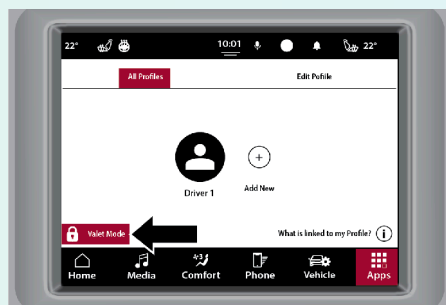 22° 10:01 22°
All Profiles Edit Pofile
Driver 1
Add New
Valet Mode
What is linked to my Profile? i
Home Media Comfort Phone Vehicle Apps